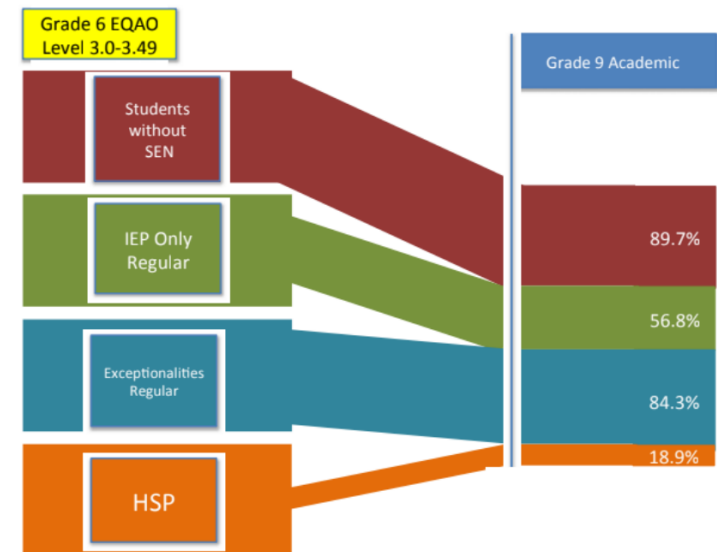 Grade 6 EQAO
Level 3.0-3.49
Grade 9 Academic
Students
without
SEN
89.7%
IEP Only
Regular
56.8%
Exceptionalities
Regular
84.3%
HSP
18.9%